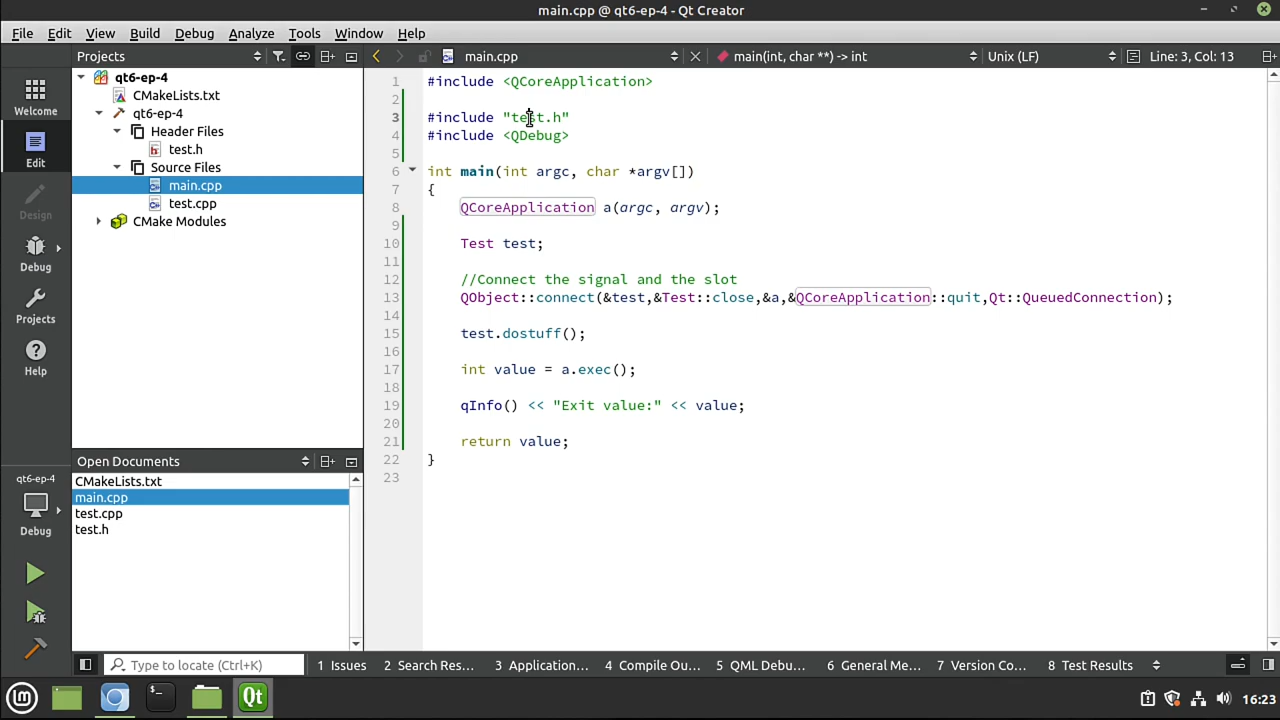 main.cpp @ qt6-ep-4 - Qt Creator
File Edit View Build Debug Analyze Tools Window Help
Projects
main.cpp
main(int, char **) -> int
Unix (LF)
Line: 3, Col: 13
Welcome
Edit
Design
Debug
Projects
Help
qt6-ep-4
Debug
qt6-ep-4
CMakeLists.txt
qt6-ep-4
Header Files
test.h
Source Files
main.cpp
test.cpp
CMake Modules
Open Documents
CMakeLists.txt
main.cpp
test.cpp
test.h
1 #include <QCoreApplication>
2
3 #include "test.h"
4 #include <QDebug>
5
6 int main(int argc, char *argv[])
7 {
8 QCoreApplication a(argc, argv);
9
10 Test test;
11
12 //Connect the signal and the slot
13 QObject::connect(&test,&Test::close,&a,&QCoreApplication::quit,Qt::QueuedConnection);
14
15 test.dostuff();
16
17 int value = a.exec();
18
19 qInfo() << "Exit value:" << value;
20
21 return value;
22 }
23
Type to locate (Ctrl+K)
1 Issues 2 Search Res... 3 Application... 4 Compile Ou... 5 QML Debu... 6 General Me... 7 Version Co... 8 Test Results
Qt
16:23